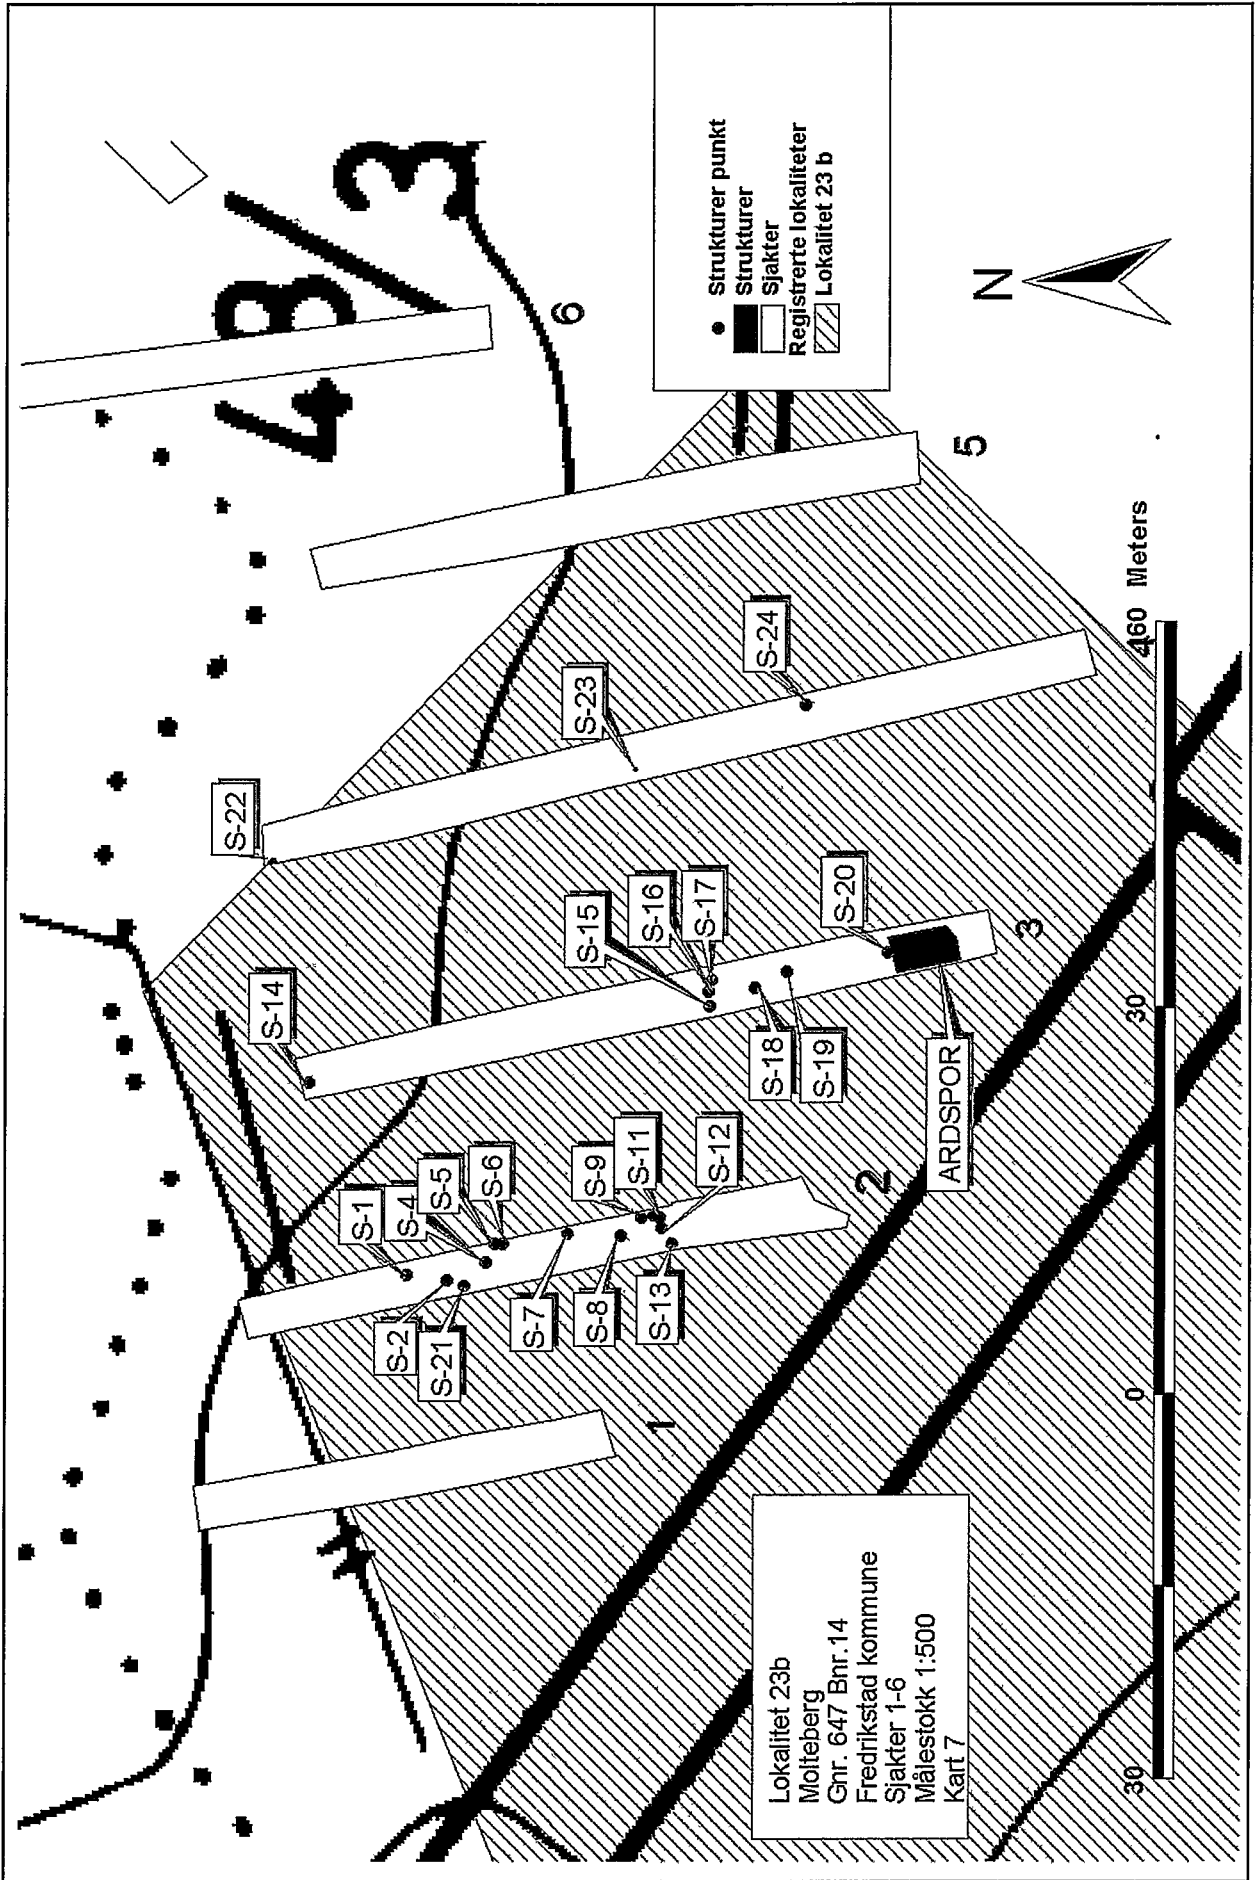 48/3
S-22
S-14
S-1
S-4
S-5
S-6
S-2
S-21
S-7
S-8
S-9
S-11
S-12
S-13
S-15
S-16
S-17
S-18
S-19
S-20
S-23
S-24
ARDSPOR
1
2
3
4
5
6
Strukturer punkt
Strukturer
Sjakter
Registrerte lokaliteter
Lokalitet 23 b
N
Lokalitet 23b
Molteberg
Gnr. 647 Bnr.14
Fredrikstad kommune
Sjakter 1-6
Målestokk 1:500
Kart 7
30 0 30 60 Meters